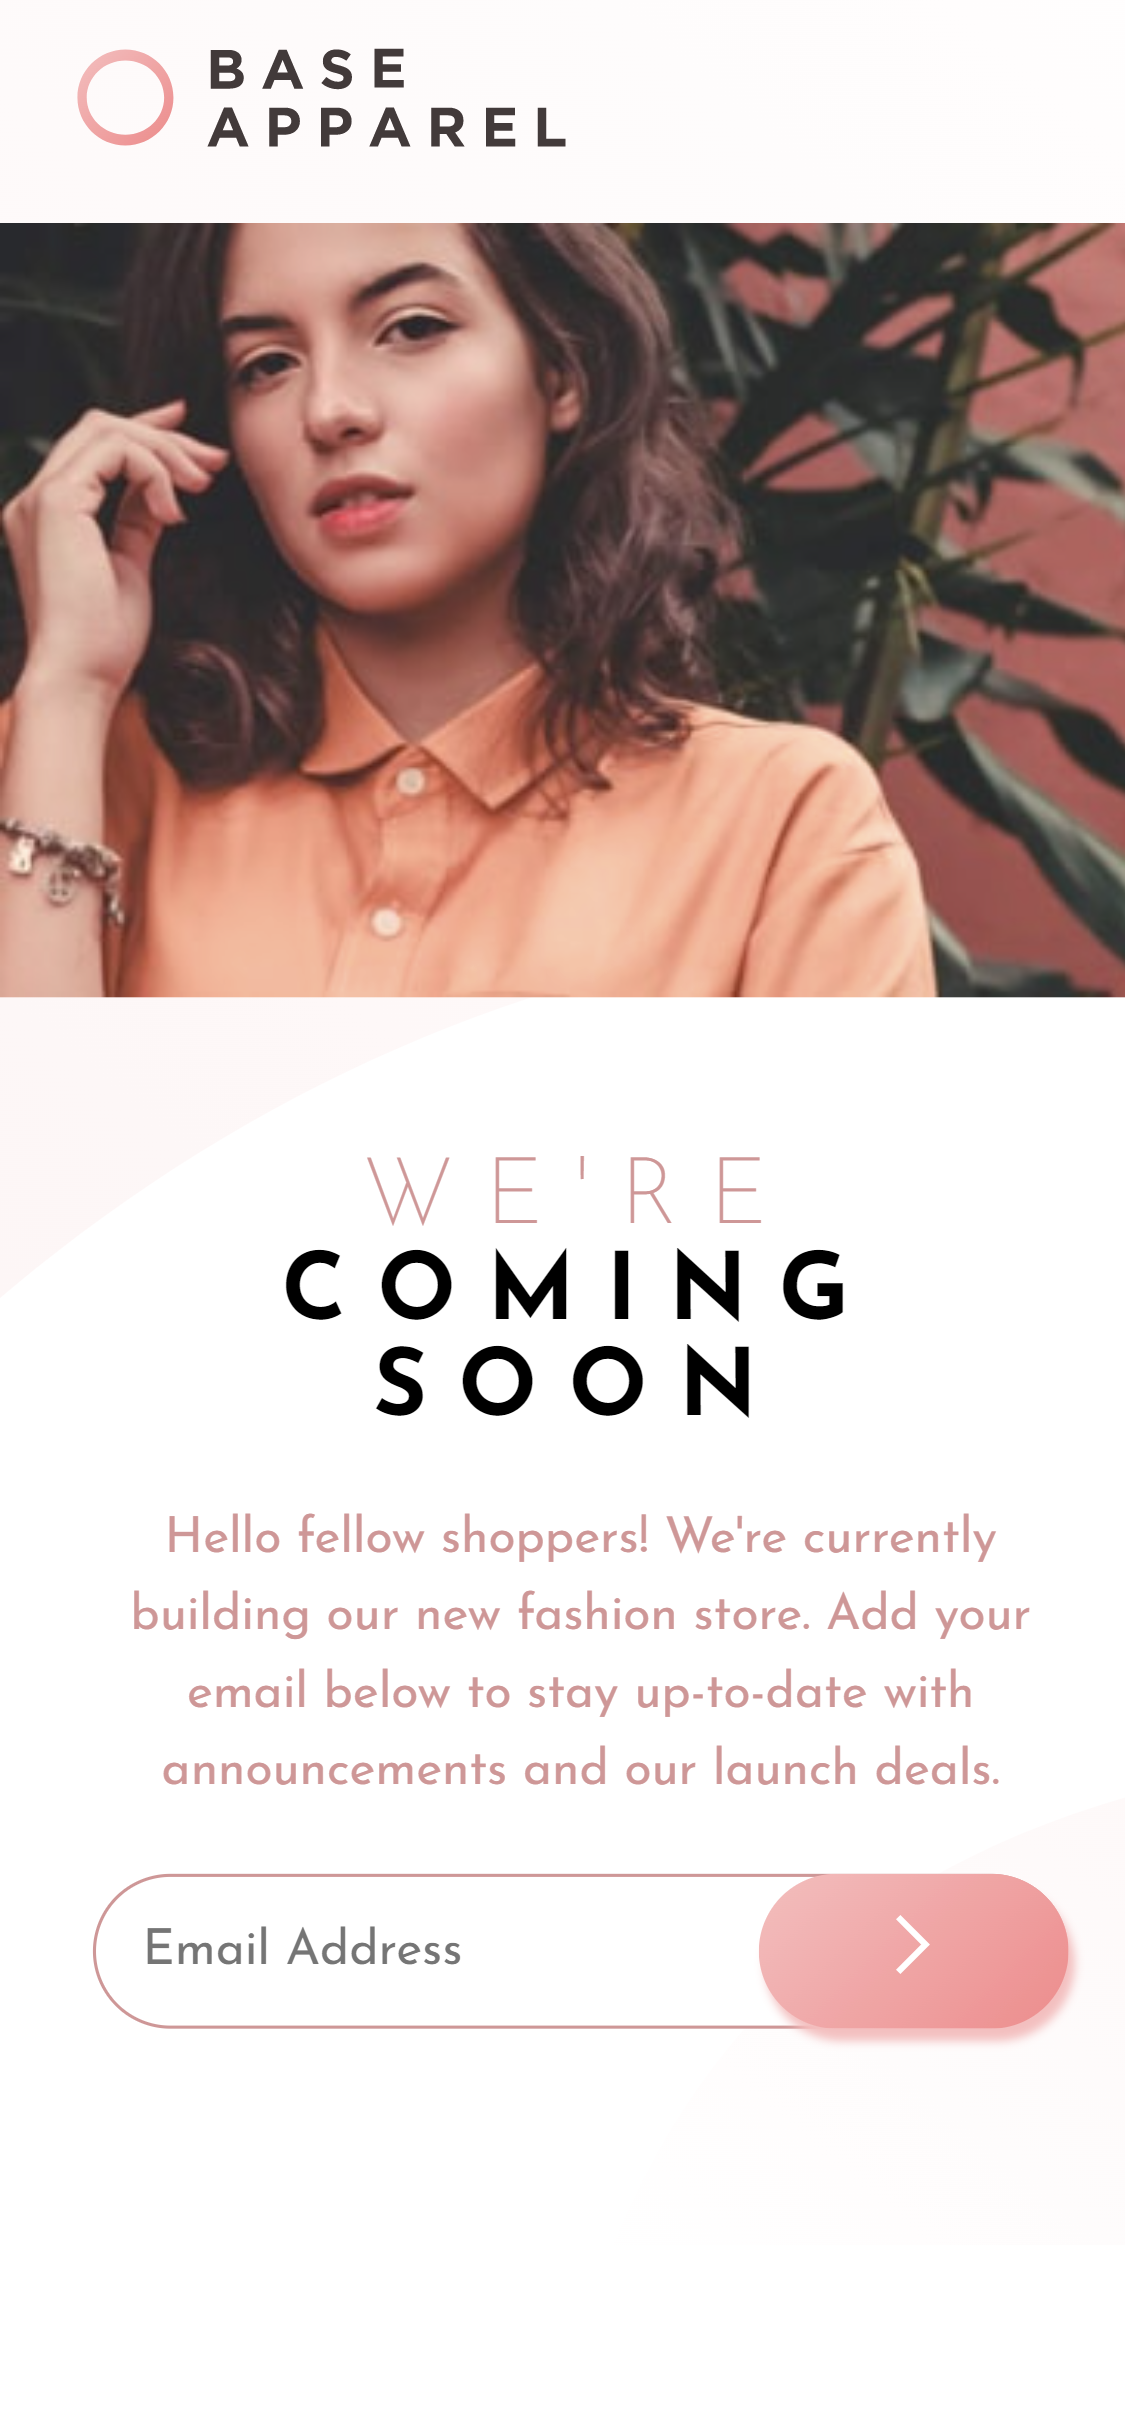 BASE
APPAREL
WE'RE
COMING
SOON
Hello fellow shoppers! We're currently
building our new fashion store. Add your
email below to stay up-to-date with
announcements and our launch deals.
Email Address